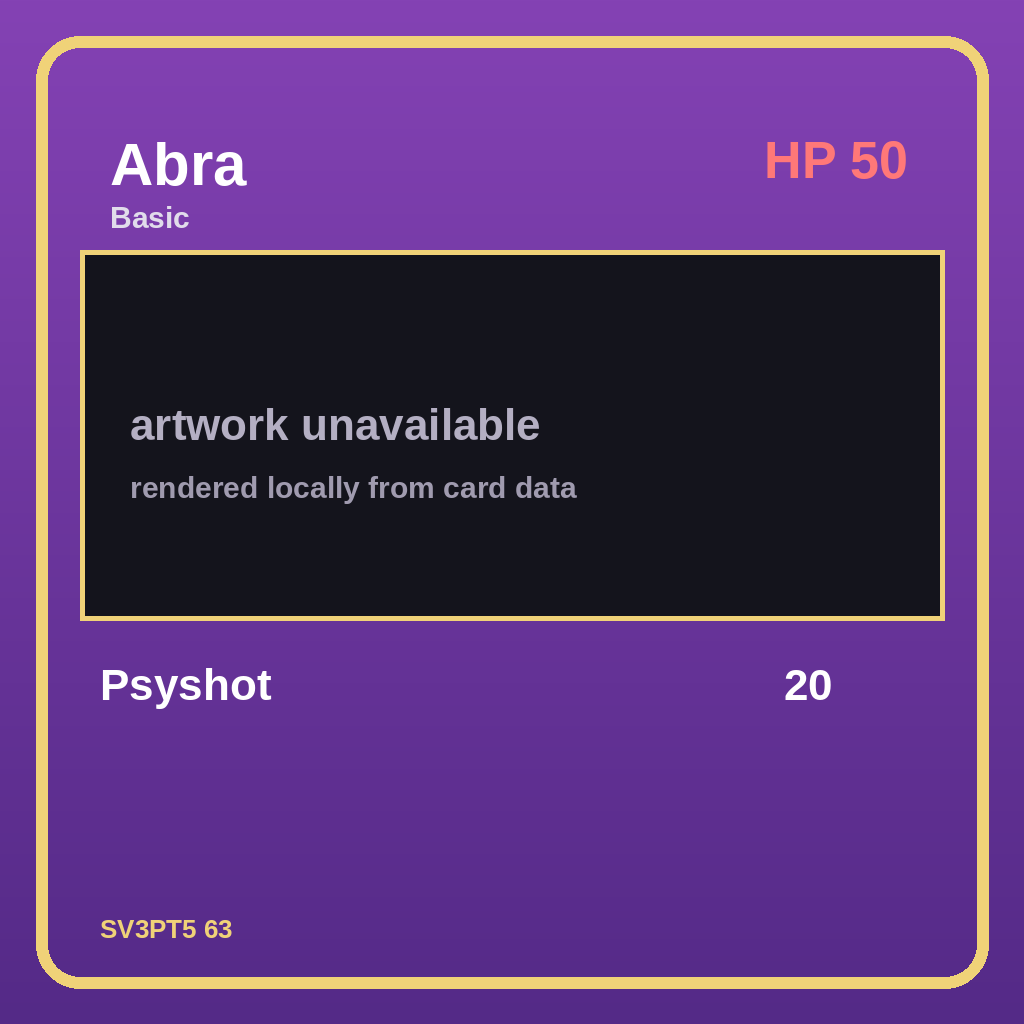 Abra
HP 50
Basic
artwork unavailable
rendered locally from card data
Psyshot 20
SV3PT5 63